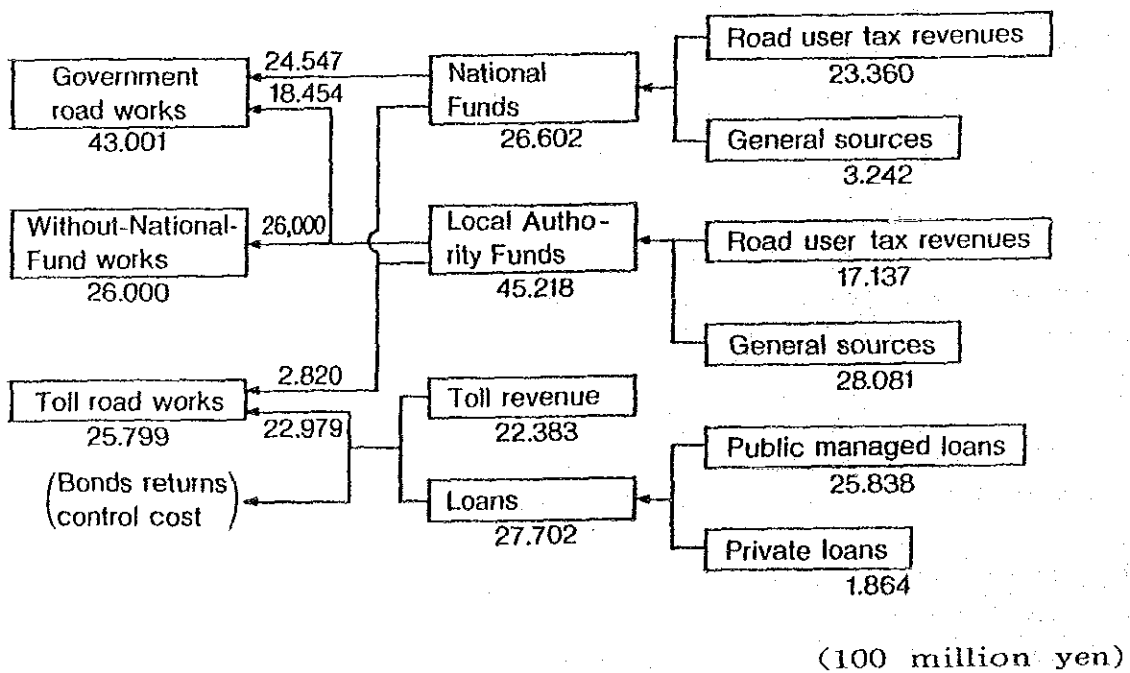 Government
road works
43.001
24.547
18.454
National
Funds
26.602
Road user tax revenues
23.360
General sources
3.242
Without-National-
Fund works
26.000
26,000
Local Autho-
rity Funds
45.218
Road user tax revenues
17.137
General sources
28.081
Toll road works
25.799
2.820
22.979
(Bonds returns
control cost)
Toll revenue
22.383
Loans
27.702
Public managed loans
25.838
Private loans
1.864
(100 million yen)